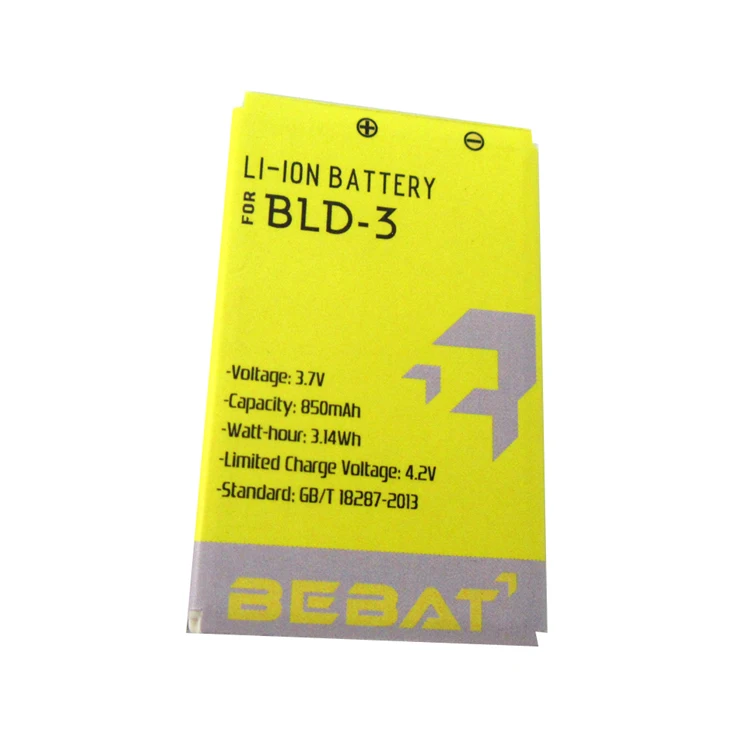 ⊕ ⊖
LI-ION BATTERY
FOR BLD-3
-Voltage: 3.7V
-Capacity: 850mAh
-Watt-hour: 3.14Wh
-Limited Charge Voltage: 4.2V
-Standard: GB/T 18287-2013
BEBAT